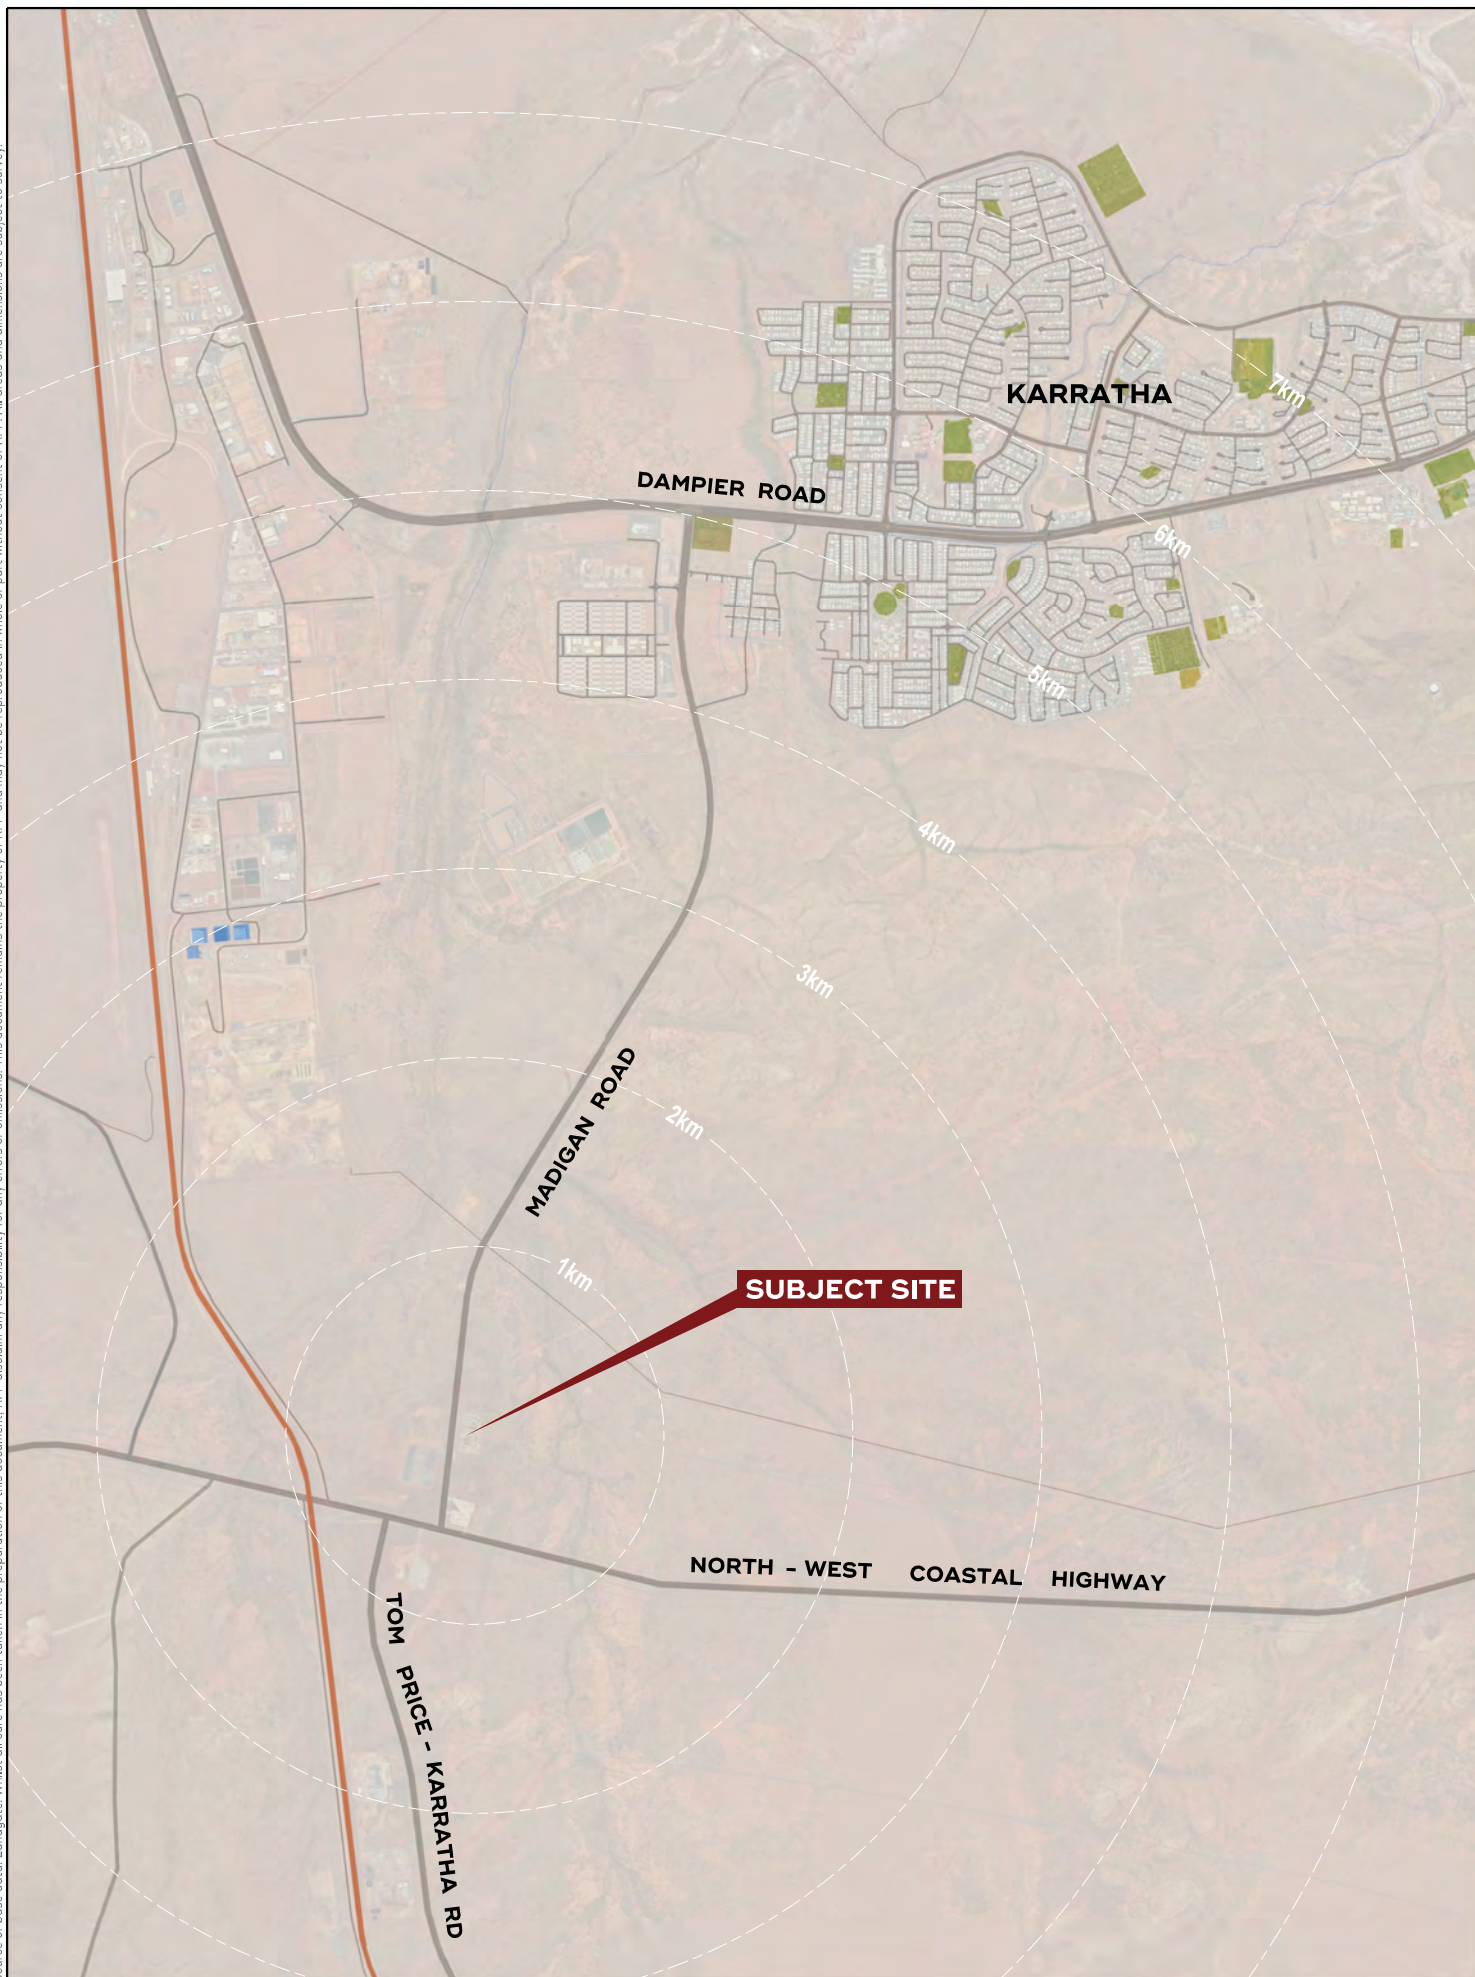 KARRATHA
7km
DAMPIER ROAD
6km
5km
4km
3km
MADIGAN ROAD
2km
1km
SUBJECT SITE
NORTH - WEST COASTAL HIGHWAY
TOM PRICE - KARRATHA RD